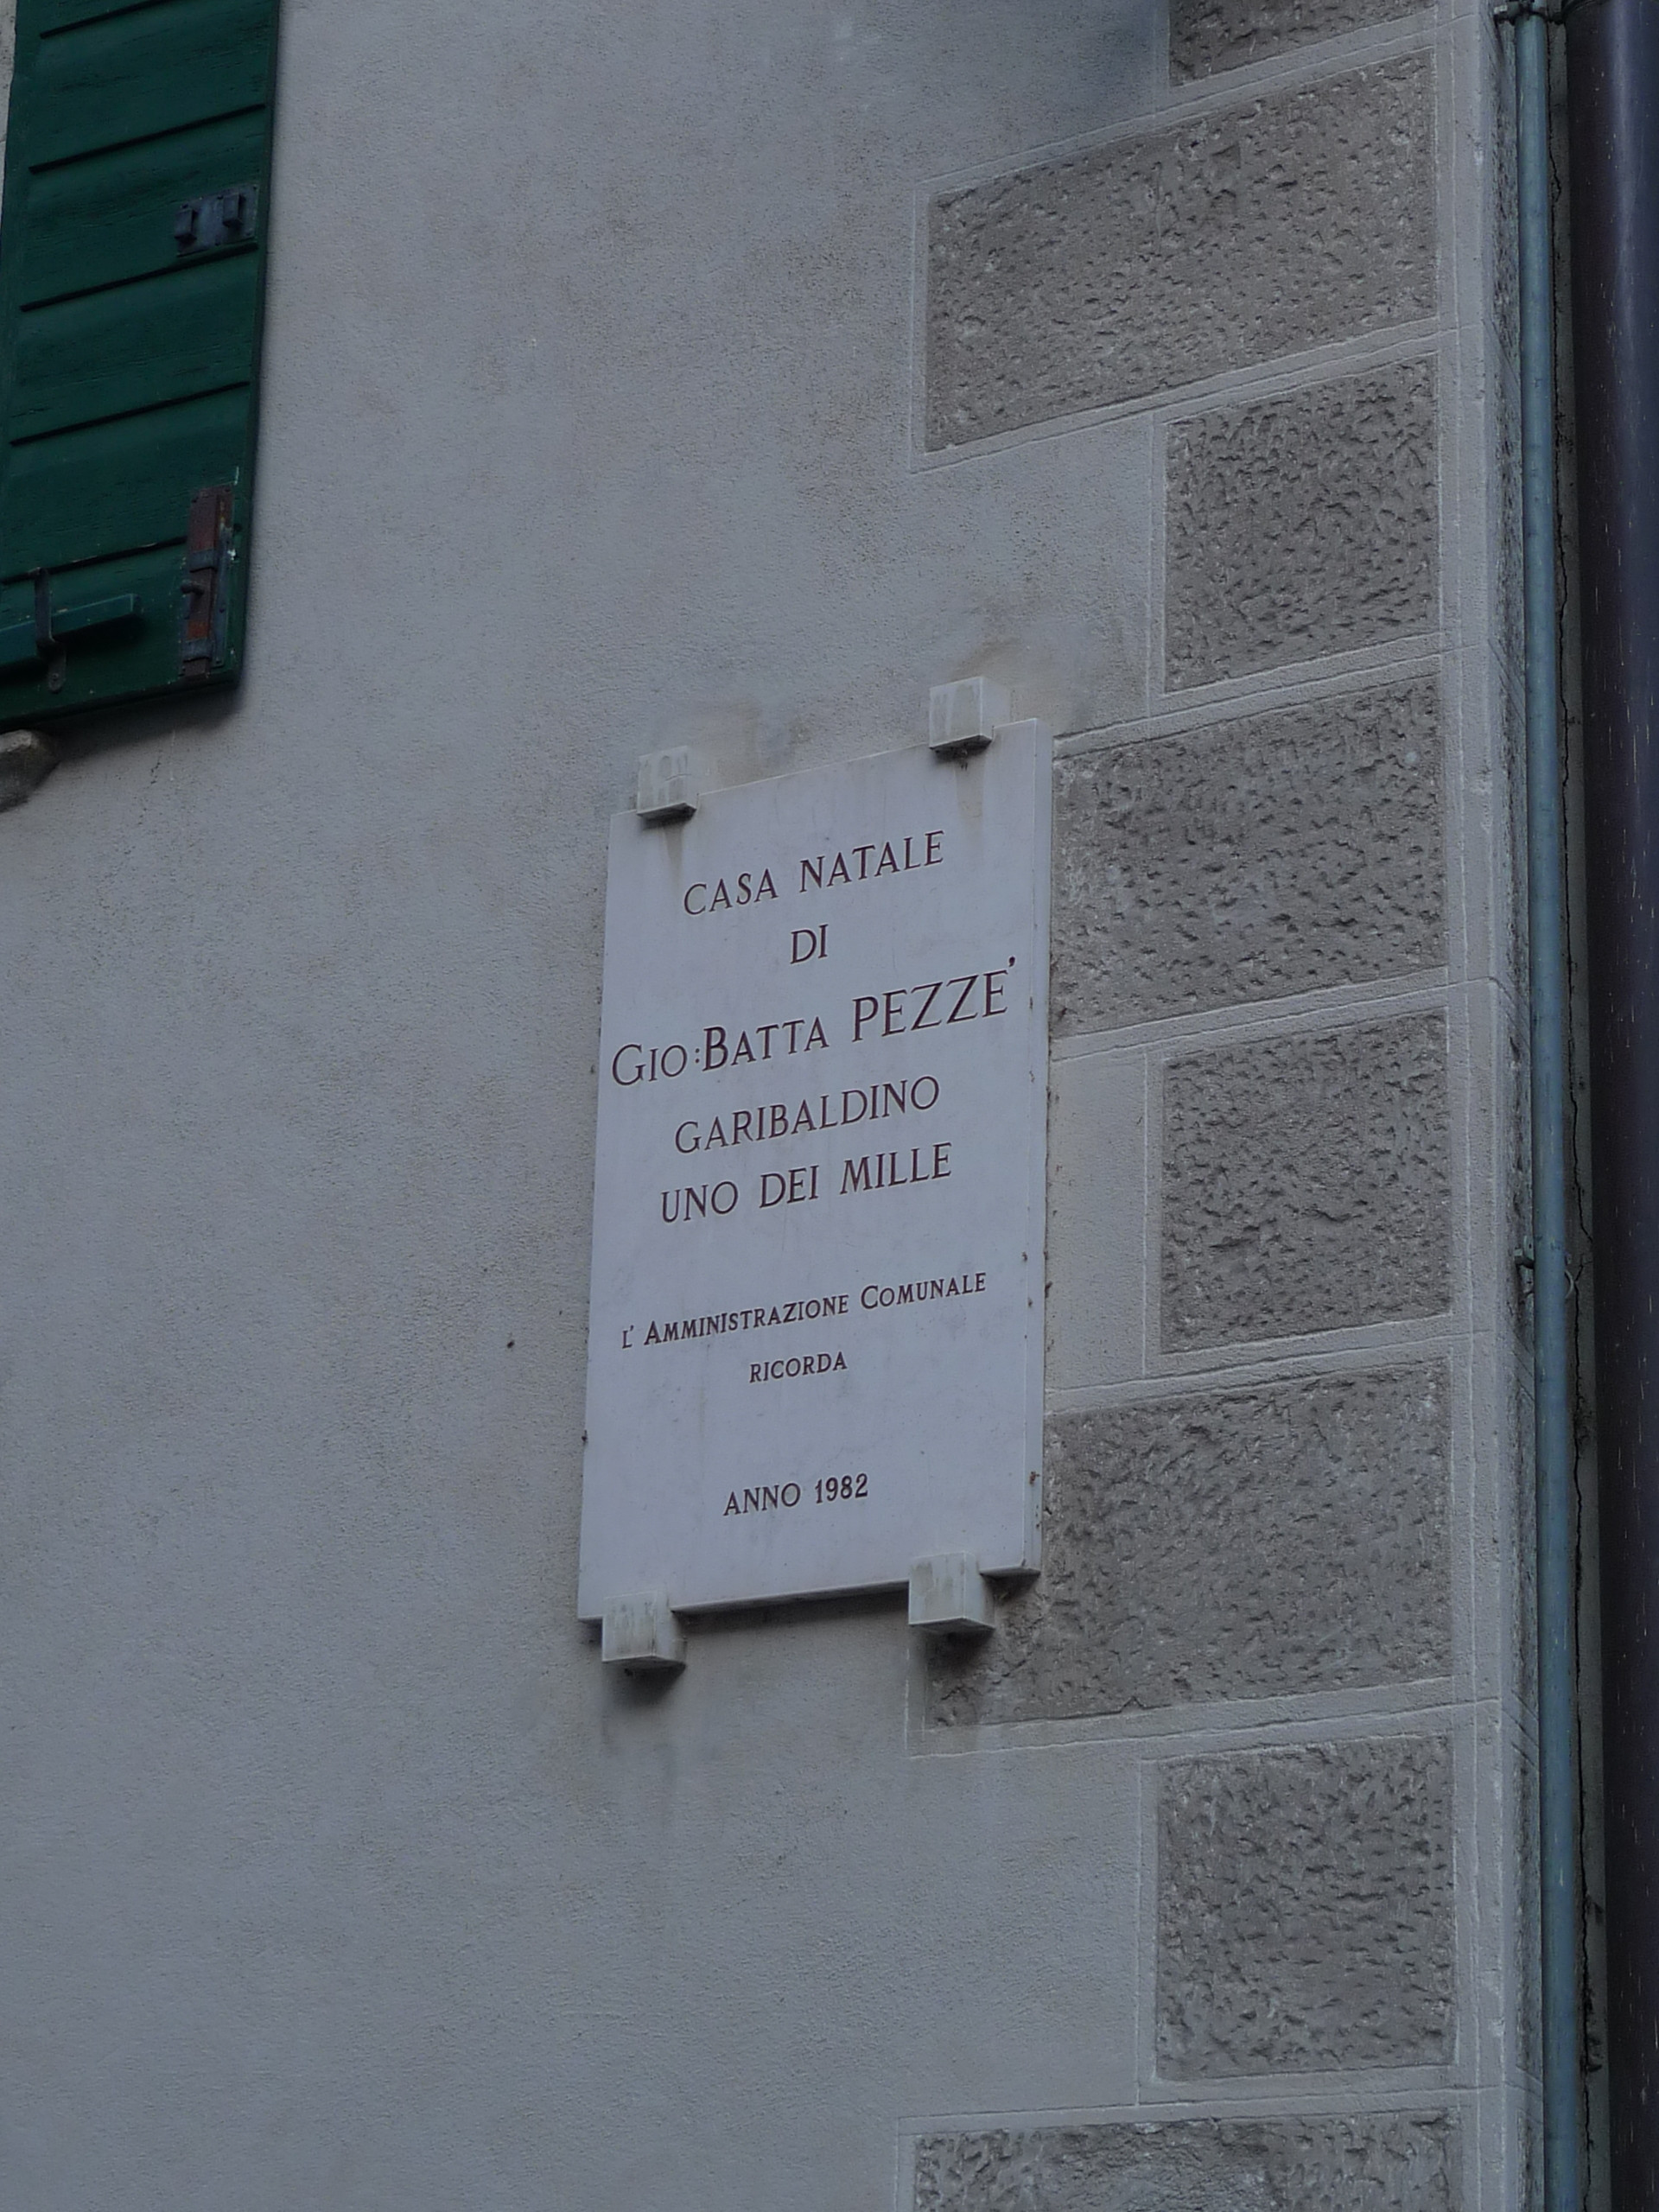 CASA NATALE
DI
GIO:BATTA PEZZE'
GARIBALDINO
UNO DEI MILLE
L' AMMINISTRAZIONE COMUNALE
RICORDA
ANNO 1982